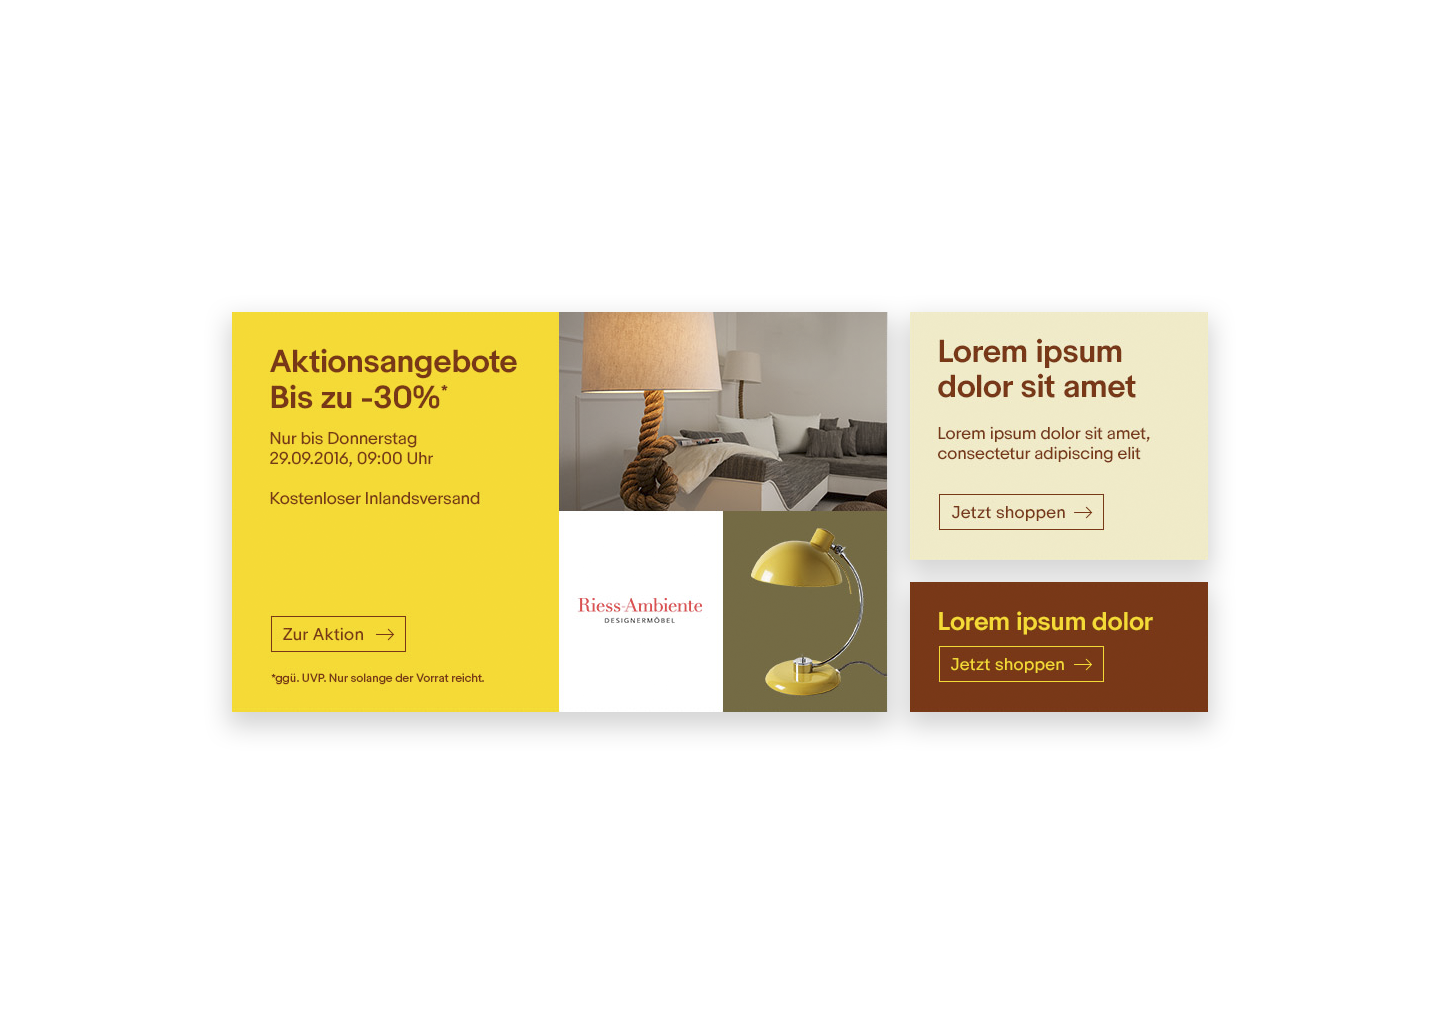 Aktionsangebote
Bis zu -30%*
Nur bis Donnerstag
29.09.2016, 09:00 Uhr
Kostenloser Inlandsversand
Zur Aktion
*ggü. UVP. Nur solange der Vorrat reicht.
Riess-Ambiente
DESIGNERMÖBEL
Lorem ipsum
dolor sit amet
Lorem ipsum dolor sit amet,
consectetur adipiscing elit
Jetzt shoppen
Lorem ipsum dolor
Jetzt shoppen